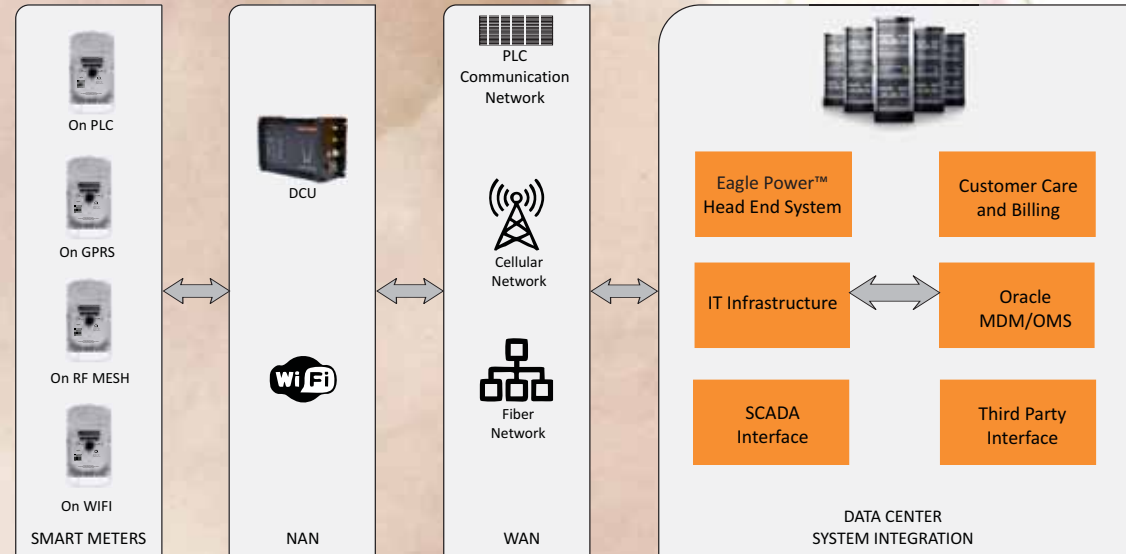 On PLC
On GPRS
On RF MESH
On WIFI
SMART METERS
DCU
Wi Fi
NAN
PLC
Communication
Network
Cellular
Network
Fiber
Network
WAN
Eagle Power™
Head End System
Customer Care
and Billing
IT Infrastructure
Oracle
MDM/OMS
SCADA
Interface
Third Party
Interface
DATA CENTER
SYSTEM INTEGRATION